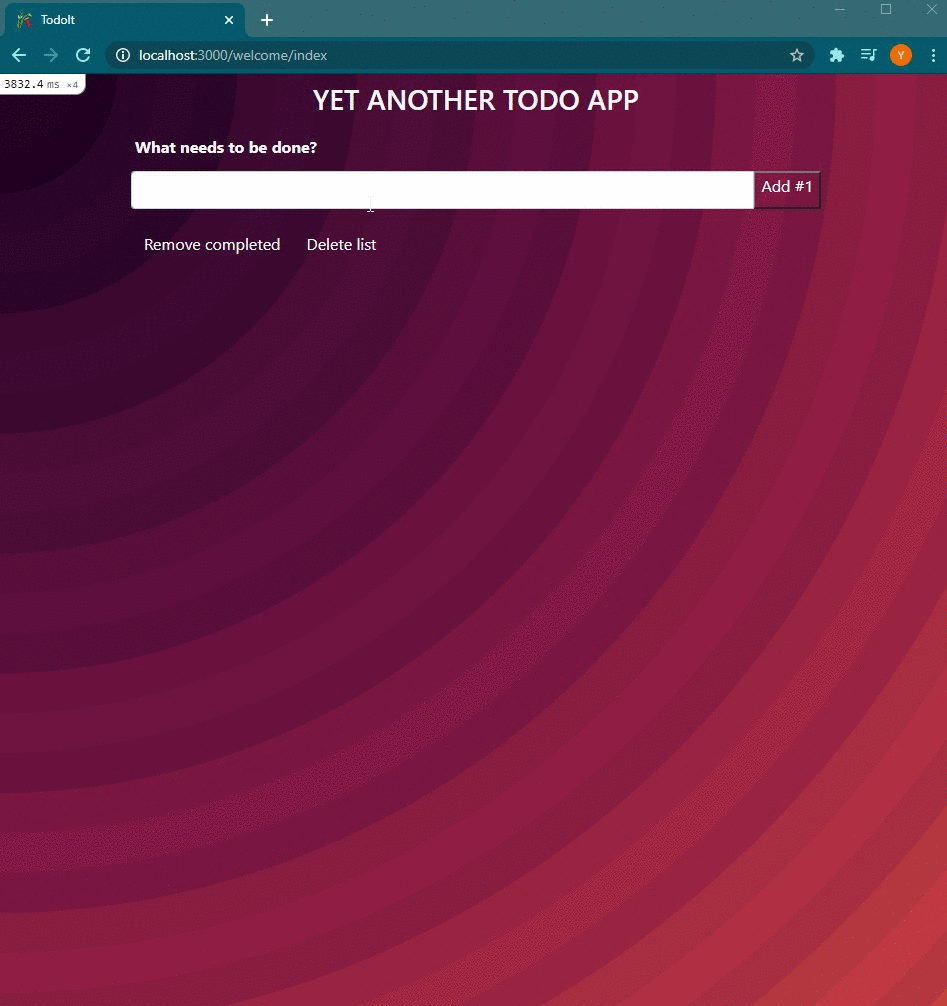 TodoIt
localhost:3000/welcome/index
Y
3832.4 ms ×4
YET ANOTHER TODO APP
What needs to be done?
Add #1
Remove completed Delete list